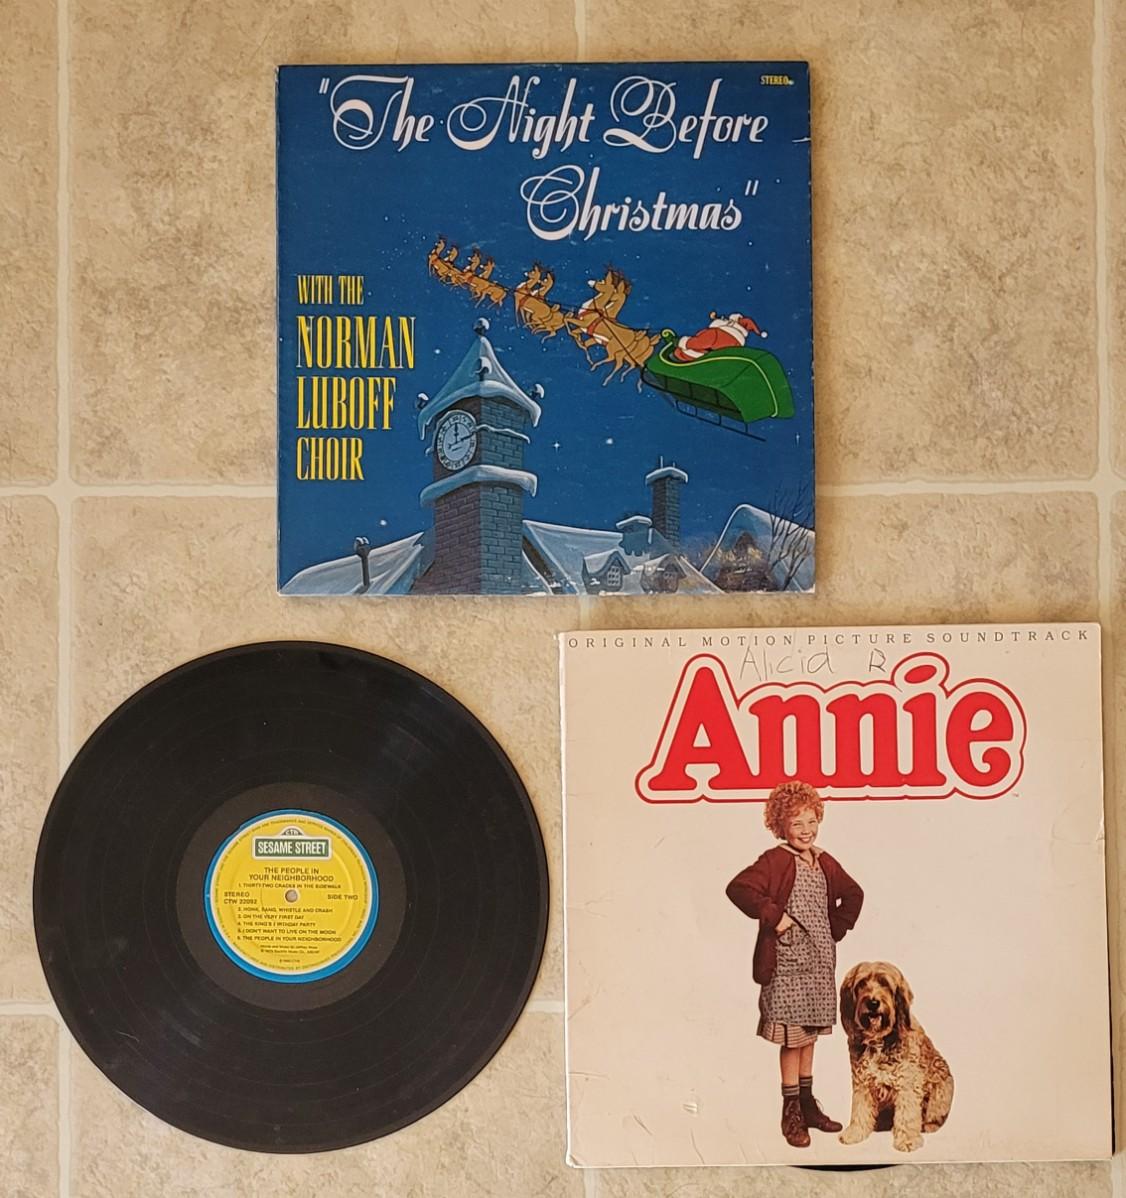 STEREO
"The Night Before
Christmas"
WITH THE
NORMAN
LUBOFF
CHOIR
ORIGINAL MOTION PICTURE SOUNDTRACK
Alicia R
Annie
CTW
SESAME STREET
THE PEOPLE IN
YOUR NEIGHBORHOOD
1. THIRTY-TWO CRACKS IN THE SIDEWALK
STEREO
CTW 22092
SIDE TWO
2. HONK, BANG, WHISTLE AND CRASH
3. ON THE VERY FIRST DAY
4. THE KING'S BIRTHDAY PARTY
5. I DON'T WANT TO LIVE ON THE MOON
6. THE PEOPLE IN YOUR NEIGHBORHOOD